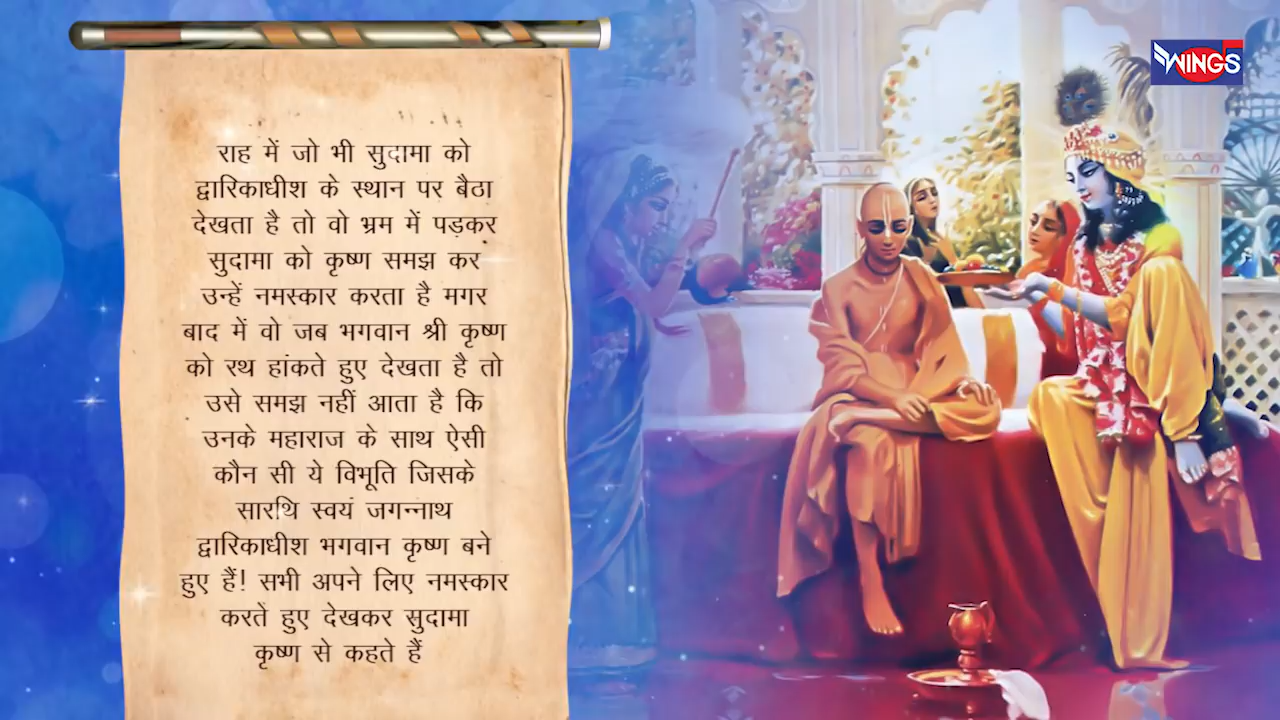 राह में जो भी सुदामा को
द्वारिकाधीश के स्थान पर बैठा
देखता है तो वो भ्रम में पड़कर
सुदामा को कृष्ण समझ कर
उन्हें नमस्कार करता है मगर
बाद में वो जब भगवान श्री कृष्ण
को रथ हांकते हुए देखता है तो
उसे समझ नहीं आता है कि
उनके महाराज के साथ ऐसी
कौन सी ये विभूति जिसके
सारथि स्वयं जगन्नाथ
द्वारिकाधीश भगवान कृष्ण बने
हुए हैं! सभी अपने लिए नमस्कार
करते हुए देखकर सुदामा
कृष्ण से कहते हैं
WINGS